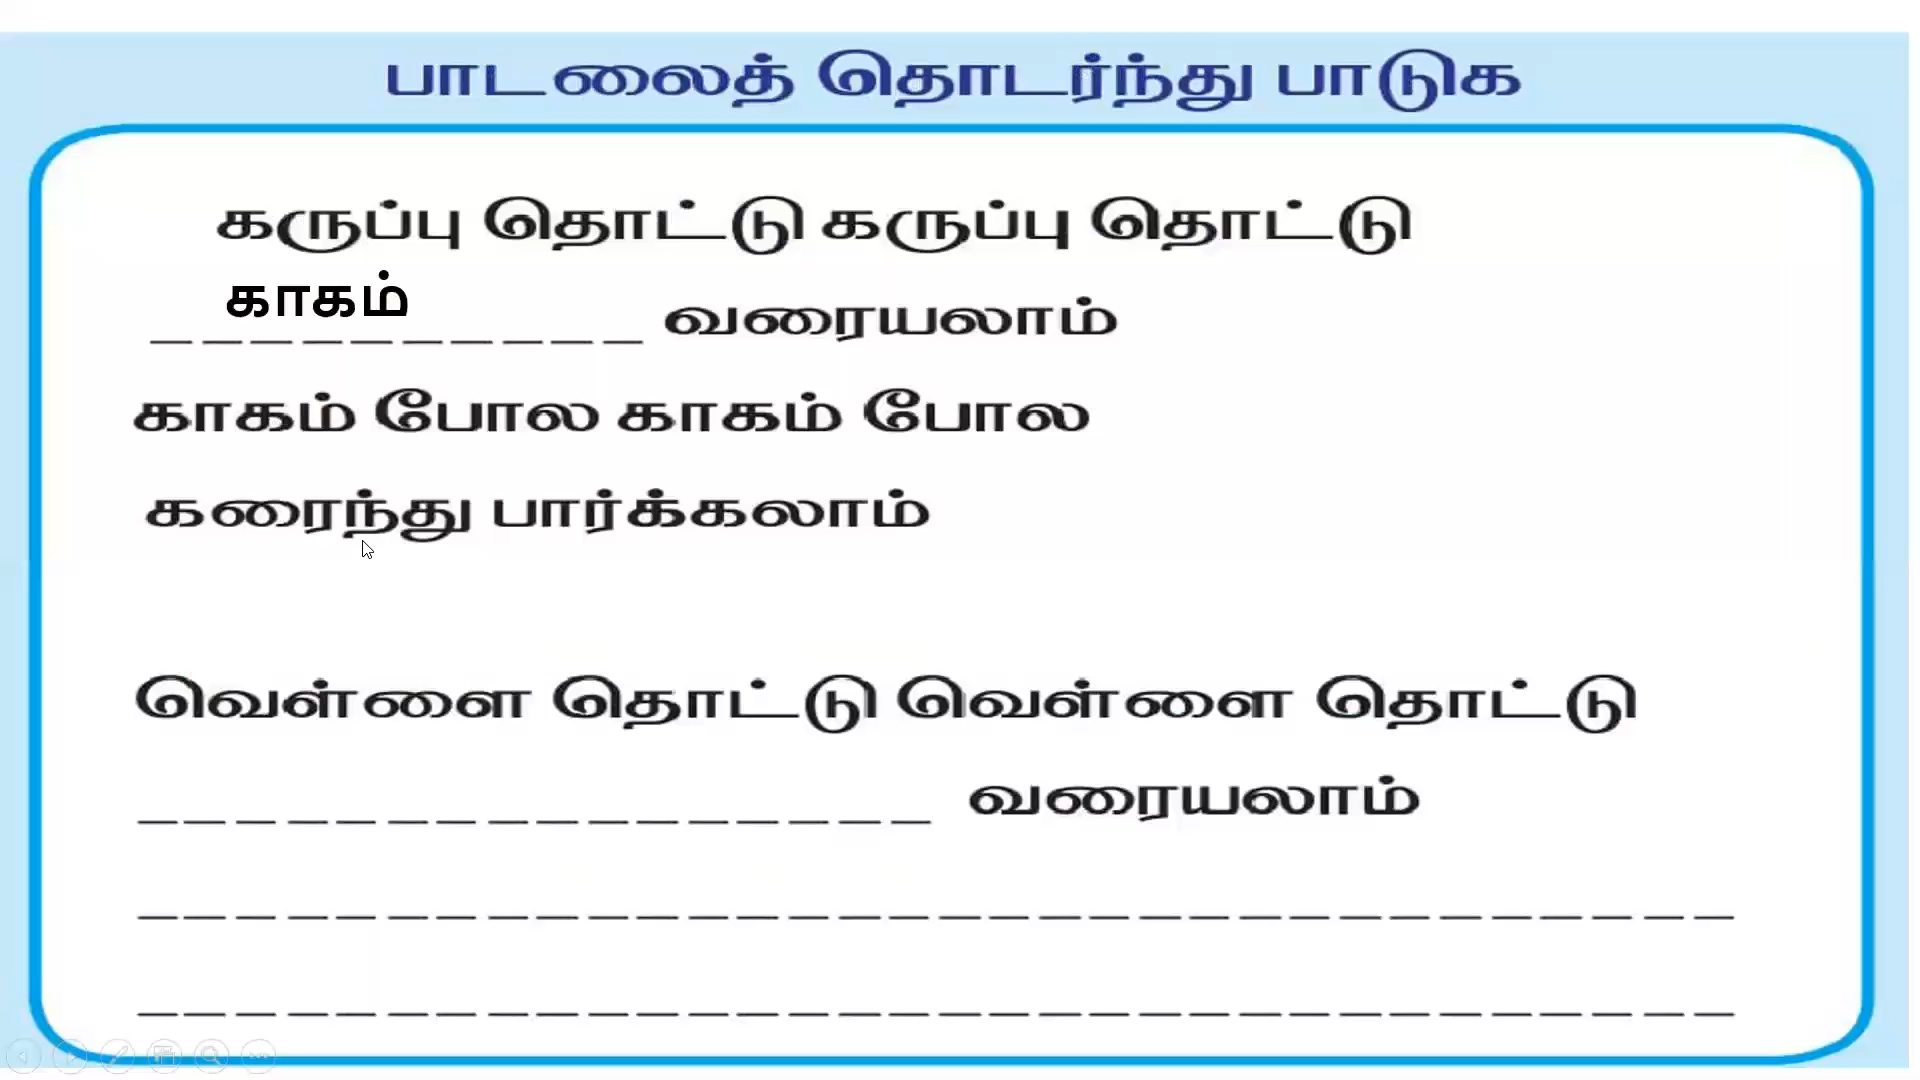 பாடலைத் தொடர்ந்து பாடுக
கருப்பு தொட்டு கருப்பு தொட்டு
காகம் வரையலாம்
காகம் போல காகம் போல
கரைந்து பார்க்கலாம்
வெள்ளை தொட்டு வெள்ளை தொட்டு
வரையலாம்